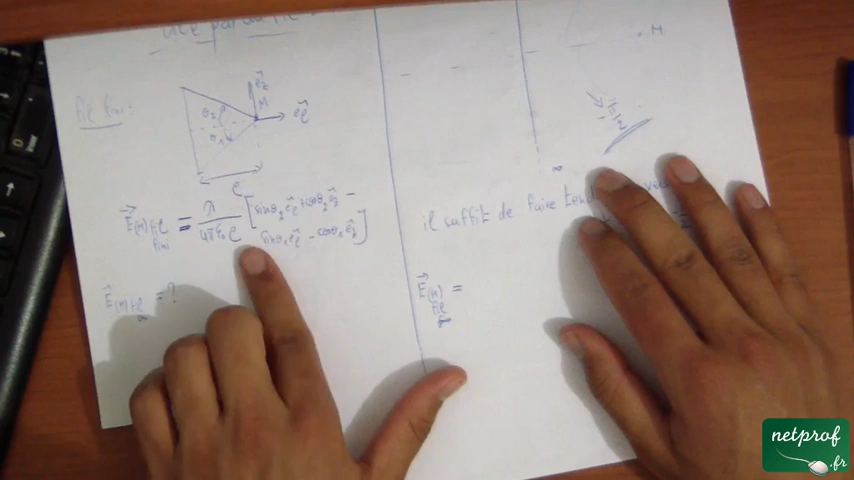 fil fini :
e⃗z
M
θ2
e⃗ρ
θ1
ρ
E⃗(M) fil fini = λ/4πε0ρ [sinθ2 e⃗ρ + cosθ2 e⃗z -
sinθ1 e⃗ρ - cosθ1 e⃗z]
E⃗(M) fil ∞ = ?
M
-π/2
∞
il suffit de faire tend
E⃗(M) fil ∞ =
netprof
.fr